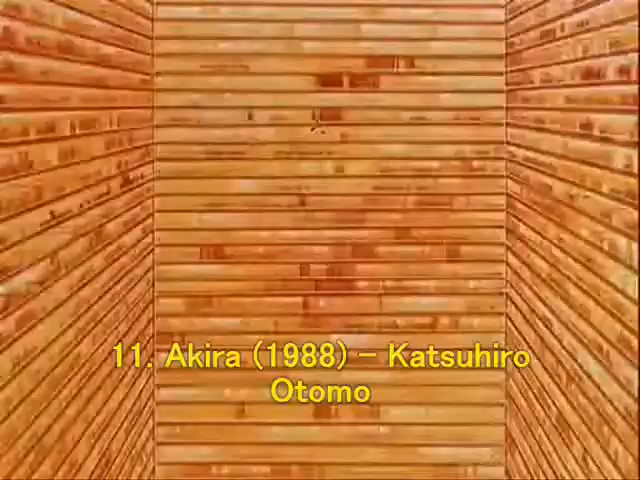 11. Akira (1988) – Katsuhiro
Otomo